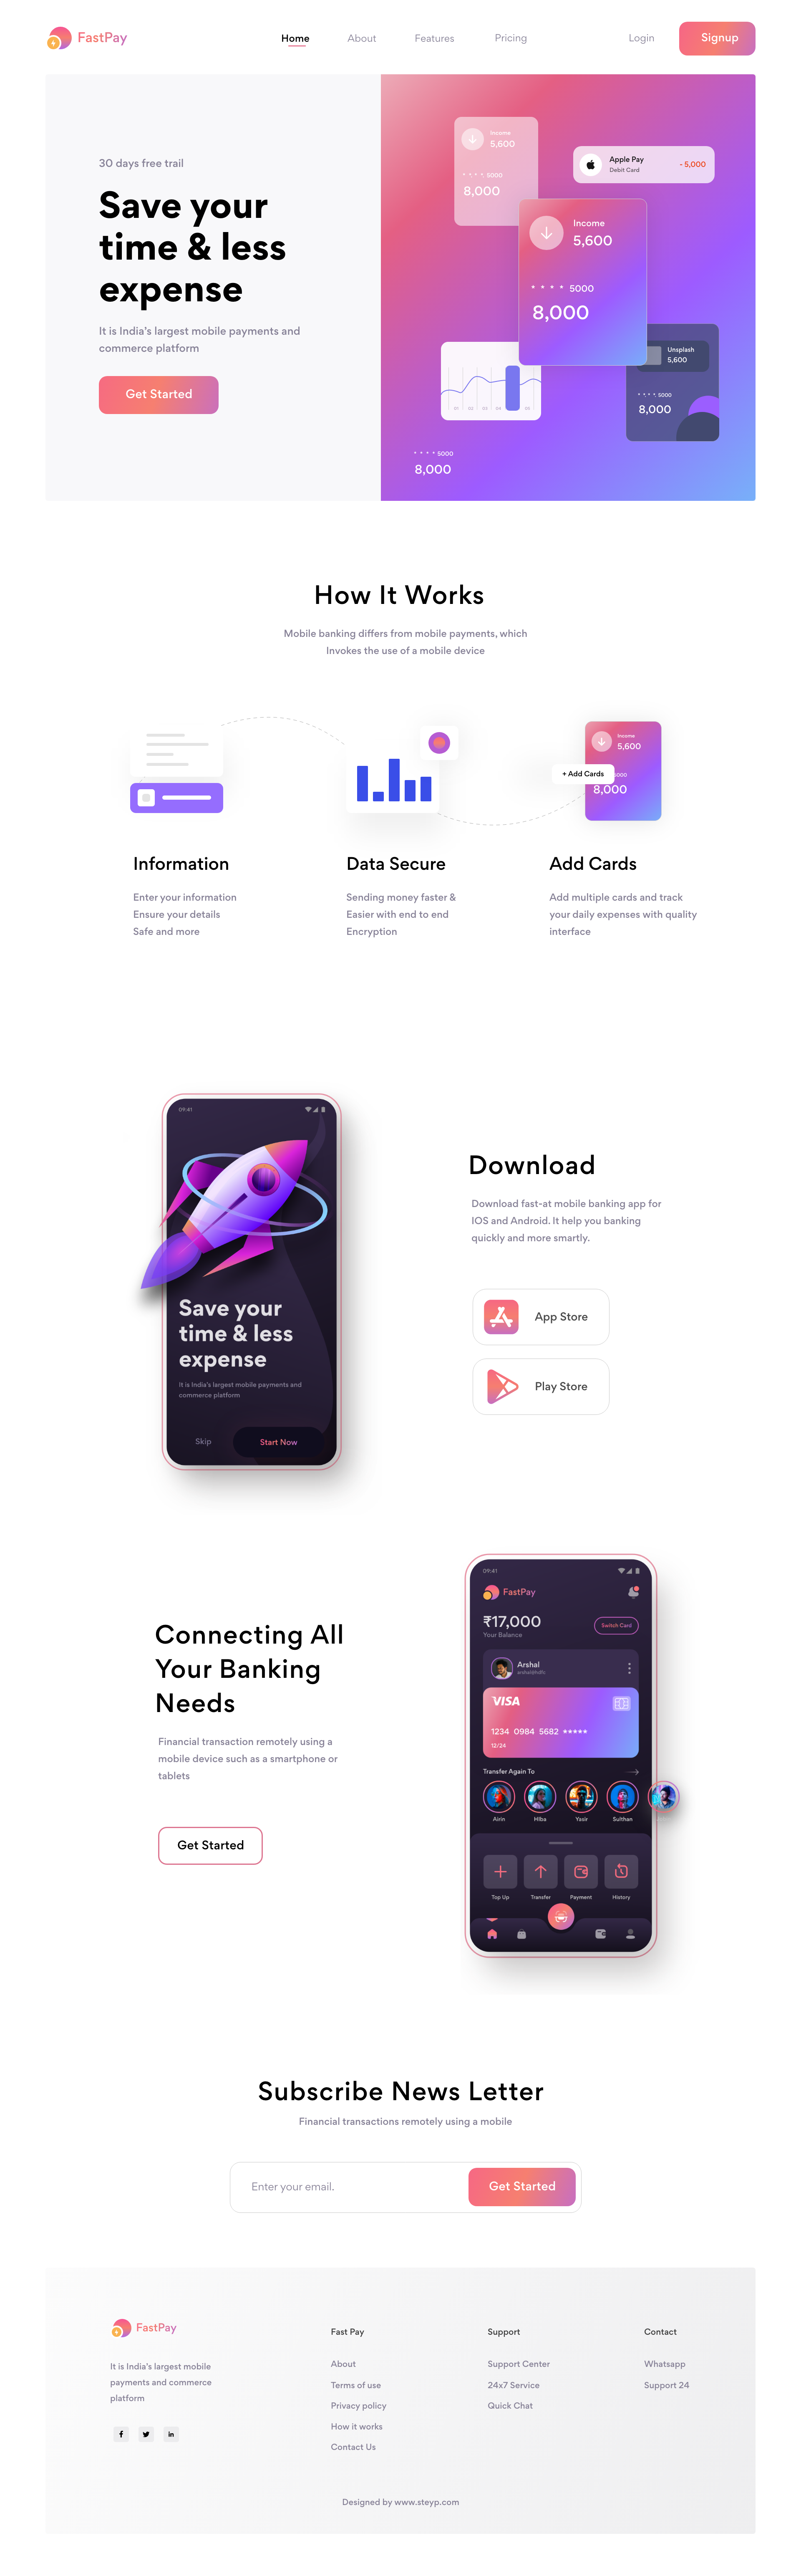 FastPay
Home
About
Features
Pricing
Login
Signup
30 days free trail
Save your
time & less
expense
It is India's largest mobile payments and
commerce platform
Get Started
Income
5,600
* * * * 5000
8,000
Apple Pay
Debit Card
- 5,000
Income
5,600
* * * * 5000
8,000
01 02 03 04 05
Unsplash
5,600
* * * * 5000
8,000
* * * * 5000
8,000
How It Works
Mobile banking differs from mobile payments, which
Invokes the use of a mobile device
Income
5,600
+ Add Cards
5000
8,000
Information
Enter your information
Ensure your details
Safe and more
Data Secure
Sending money faster &
Easier with end to end
Encryption
Add Cards
Add multiple cards and track
your daily expenses with quality
interface
09:41
Save your
time & less
expense
It is India's largest mobile payments and
commerce platform
Skip
Start Now
Download
Download fast-at mobile banking app for
IOS and Android. It help you banking
quickly and more smartly.
App Store
Play Store
Connecting All
Your Banking
Needs
Financial transaction remotely using a
mobile device such as a smartphone or
tablets
Get Started
09:41
FastPay
₹17,000
Your Balance
Switch Card
Arshal
arshal@hdfc
VISA
1234 0984 5682 *****
12/24
Transfer Again To
Airin
Hiba
Yasir
Sulthan
Top Up
Transfer
Payment
History
Subscribe News Letter
Financial transactions remotely using a mobile
Enter your email.
Get Started
FastPay
It is India's largest mobile
payments and commerce
platform
Fast Pay
About
Terms of use
Privacy policy
How it works
Contact Us
Support
Support Center
24x7 Service
Quick Chat
Contact
Whatsapp
Support 24
Designed by www.steyp.com